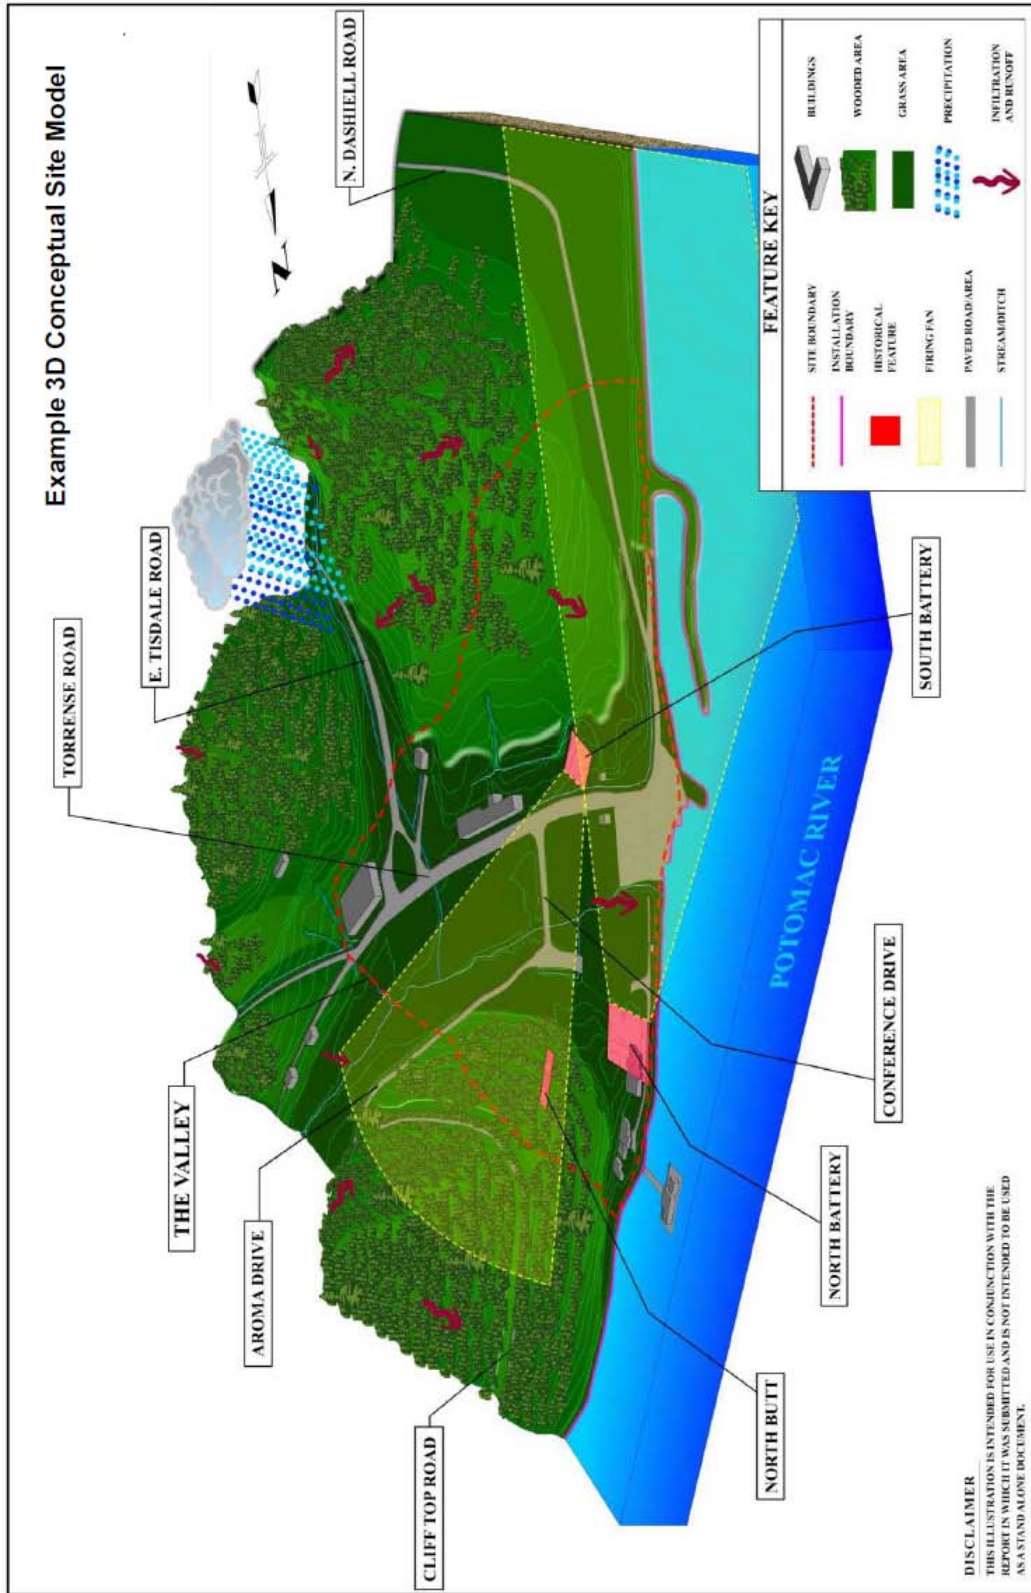 Example 3D Conceptual Site Model
N
N. DASHIELL ROAD
E. TISDALE ROAD
TORRENSE ROAD
THE VALLEY
AROMA DRIVE
CLIFF TOP ROAD
NORTH BUTT
NORTH BATTERY
CONFERENCE DRIVE
SOUTH BATTERY
POTOMAC RIVER
FEATURE KEY
SITE BOUNDARY
INSTALLATION
BOUNDARY
HISTORICAL
FEATURE
FIRING FAN
PAVED ROAD/AREA
STREAM/DITCH
BUILDINGS
WOODED AREA
GRASS AREA
PRECIPITATION
INFILTRATION
AND RUNOFF
DISCLAIMER
THIS ILLUSTRATION IS INTENDED FOR USE IN CONJUNCTION WITH THE
REPORT IN WHICH IT WAS SUBMITTED AND IS NOT INTENDED TO BE USED
AS A STAND ALONE DOCUMENT.